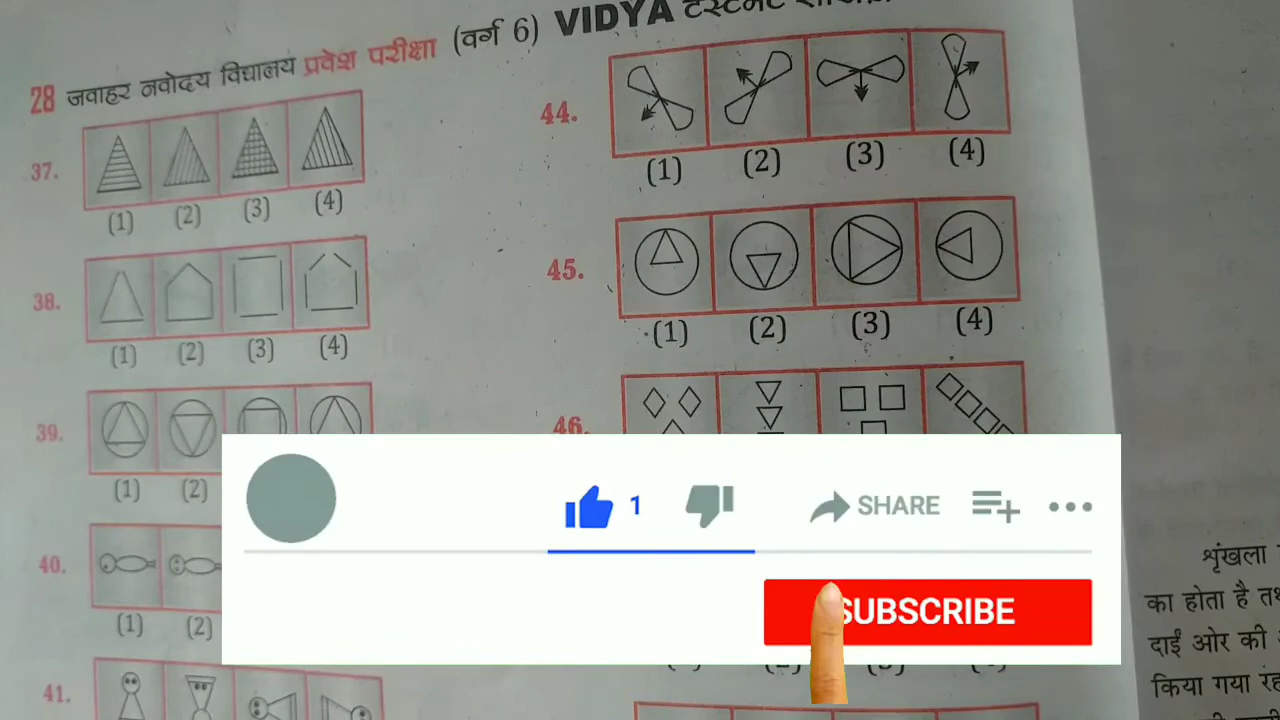 28 जवाहर नवोदय विद्यालय प्रवेश परीक्षा (वर्ग 6) VIDYA
37.
(1) (2) (3) (4)
38.
(1) (2) (3) (4)
39.
(1) (2)
40.
(1) (2)
41.
44.
(1) (2) (3) (4)
45.
(1) (2) (3) (4)
46.
1 SHARE
SUBSCRIBE
शृंखला
का होता है
दाईं ओर की
किया गया